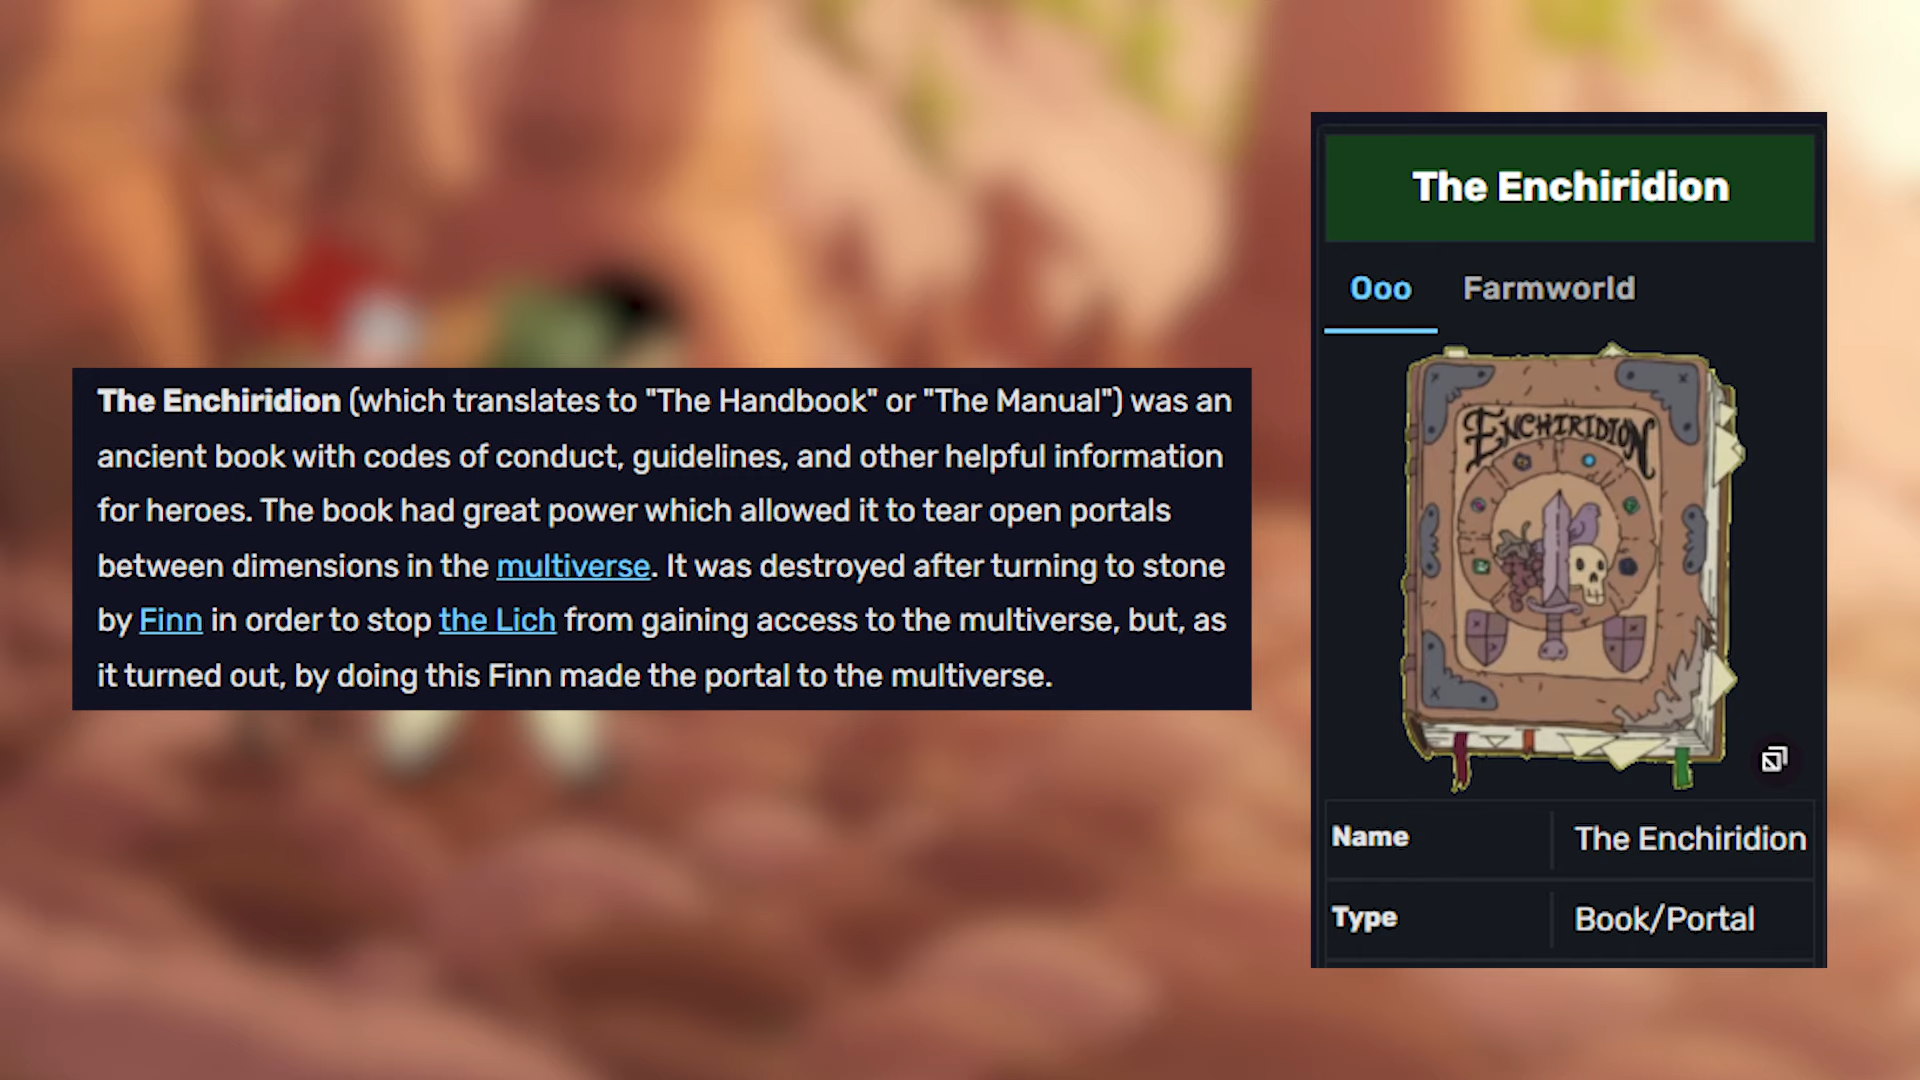 The Enchiridion (which translates to "The Handbook" or "The Manual") was an
ancient book with codes of conduct, guidelines, and other helpful information
for heroes. The book had great power which allowed it to tear open portals
between dimensions in the multiverse. It was destroyed after turning to stone
by Finn in order to stop the Lich from gaining access to the multiverse, but, as
it turned out, by doing this Finn made the portal to the multiverse.
The Enchiridion
Ooo Farmworld
ENCHIRIDION
Name The Enchiridion
Type Book/Portal